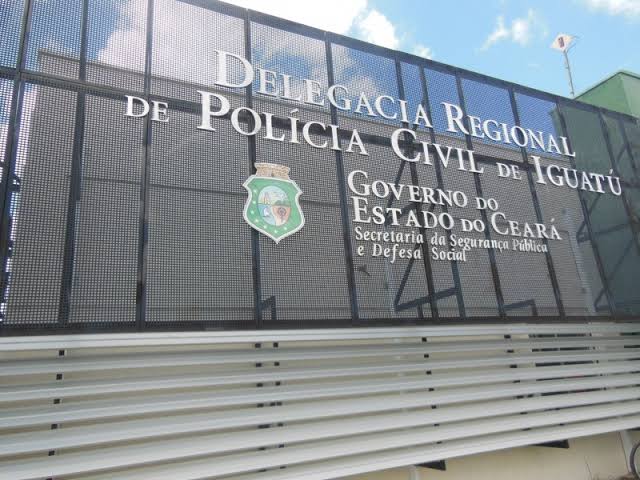 Delegacia Regional
de Polícia Civil de Iguatú
Governo do
Estado do Ceará
Secretaria da Segurança Pública
e Defesa Social